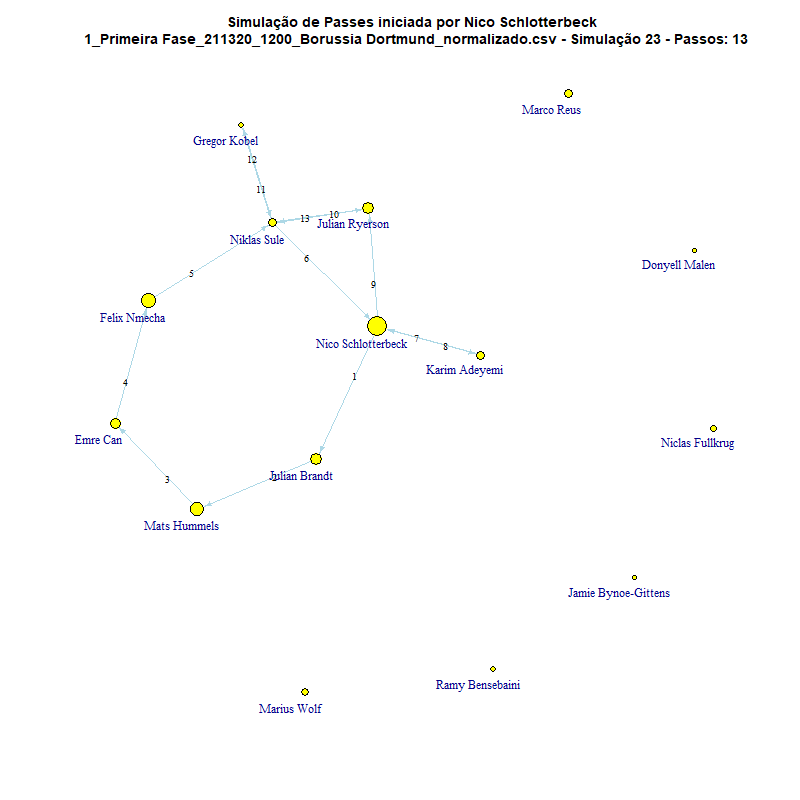 Simulação de Passes iniciada por Nico Schlotterbeck
1_Primeira Fase_211320_1200_Borussia Dortmund_normalizado.csv - Simulação 23 - Passos: 13
Marco Reus
Gregor Kobel
12
11
13
10
Julian Ryerson
Niklas Sule
6
Donyell Malen
5
9
Felix Nmecha
Nico Schlotterbeck
7
8
Karim Adeyemi
1
4
Emre Can
Niclas Fullkrug
Julian Brandt
3
Mats Hummels
Jamie Bynoe-Gittens
Ramy Bensebaini
Marius Wolf